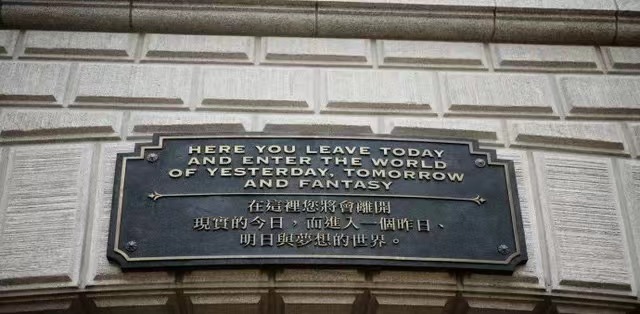 HERE YOU LEAVE TODAY
AND ENTER THE WORLD
OF YESTERDAY, TOMORROW
AND FANTASY
在這裡您將會離開
現實的今日、而進入一個昨日、
明日與夢想的世界。